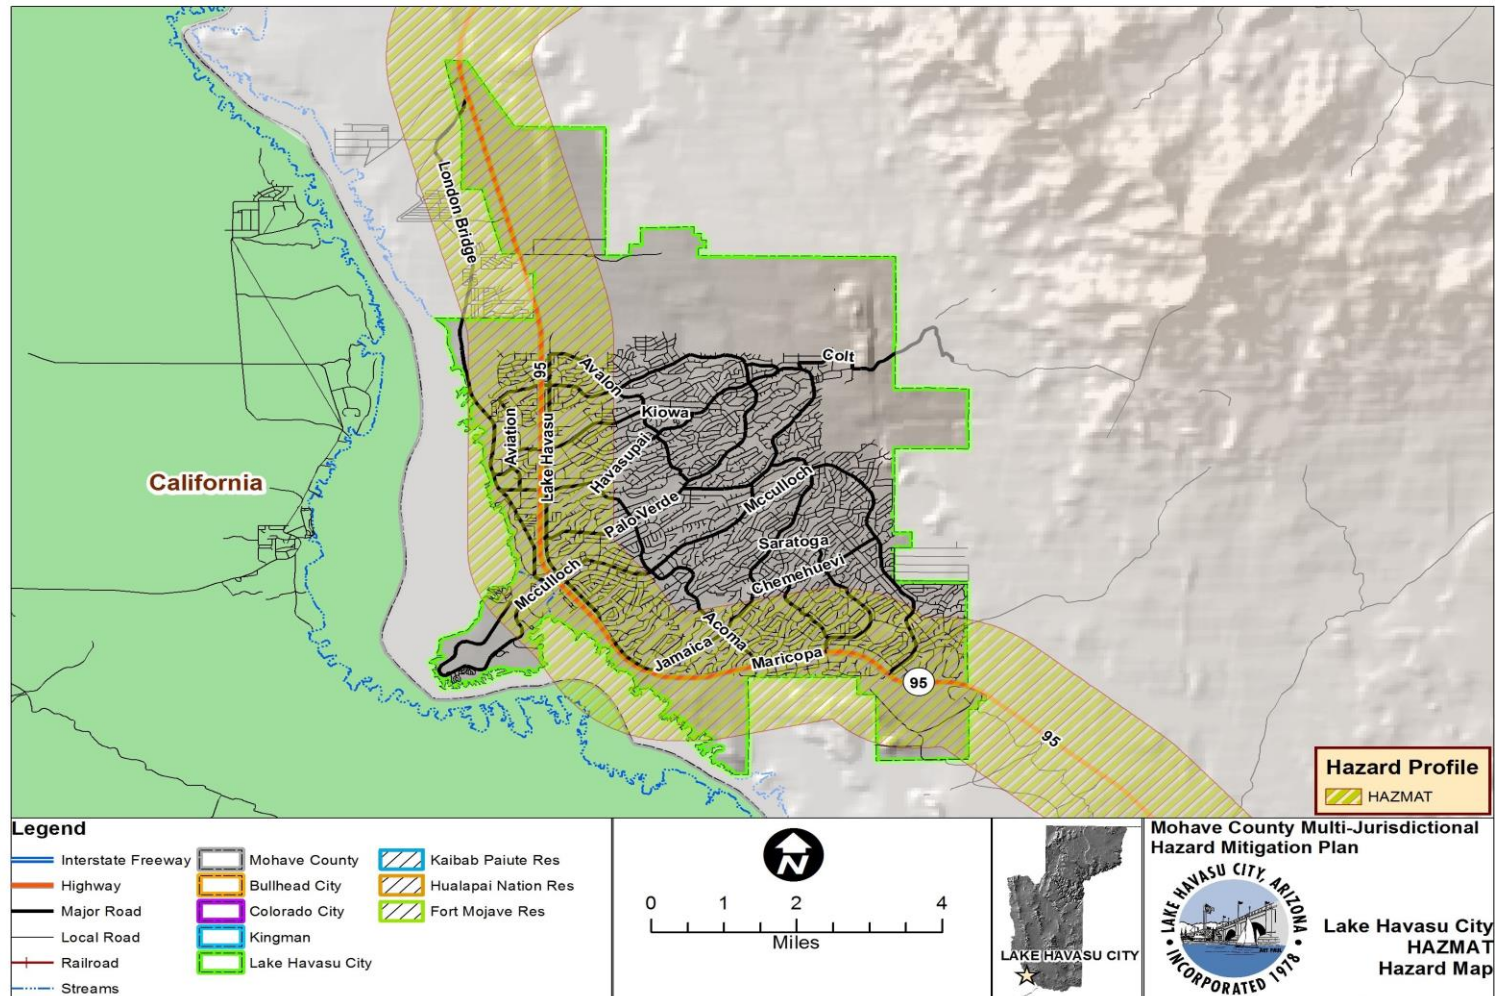 London Bridge
95
Avalon
Colt
Kiowa
Aviation
Lake Havasu
Havasupai
California
Palo Verde
Mcculloch
Saratoga
Chemehuevi
Mcculloch
Acoma
Jamaica
Maricopa
95
95
Hazard Profile
HAZMAT
Legend
Interstate Freeway
Highway
Major Road
Local Road
Railroad
Streams
Mohave County
Bullhead City
Colorado City
Kingman
Lake Havasu City
Kaibab Paiute Res
Hualapai Nation Res
Fort Mojave Res
N
0 1 2 4
Miles
LAKE HAVASU CITY
Mohave County Multi-Jurisdictional
Hazard Mitigation Plan
LAKE HAVASU CITY, ARIZONA
• INCORPORATED 1978 •
Lake Havasu City
HAZMAT
Hazard Map